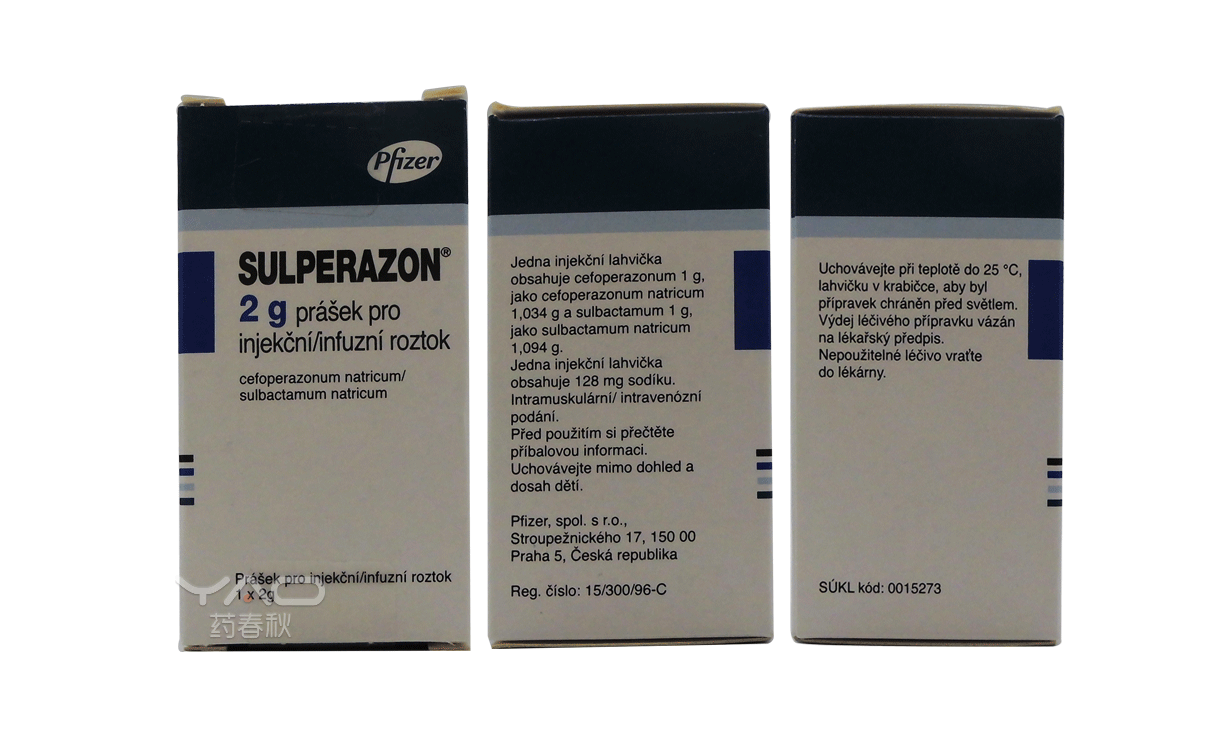 Pfizer
SULPERAZON®
2 g prášek pro
injekční/infuzní roztok
cefoperazonum natricum/
sulbactamum natricum
Prášek pro injekční/infuzní roztok
1 x 2g
YAO
药春秋
Jedna injekční lahvička
obsahuje cefoperazonum 1 g,
jako cefoperazonum natricum
1,034 g a sulbactamum 1 g,
jako sulbactamum natricum
1,094 g.
Jedna injekční lahvička
obsahuje 128 mg sodíku.
Intramuskulární/ intravenózní
podání.
Před použitím si přečtěte
příbalovou informaci.
Uchovávejte mimo dohled a
dosah dětí.
Pfizer, spol. s r.o.,
Stroupežnického 17, 150 00
Praha 5, Česká republika
Reg. číslo: 15/300/96-C
Uchovávejte při teplotě do 25 °C,
lahvičku v krabičce, aby byl
přípravek chráněn před světlem.
Výdej léčivého přípravku vázán
na lékařský předpis.
Nepoužitelné léčivo vraťte
do lékárny.
SÚKL kód: 0015273